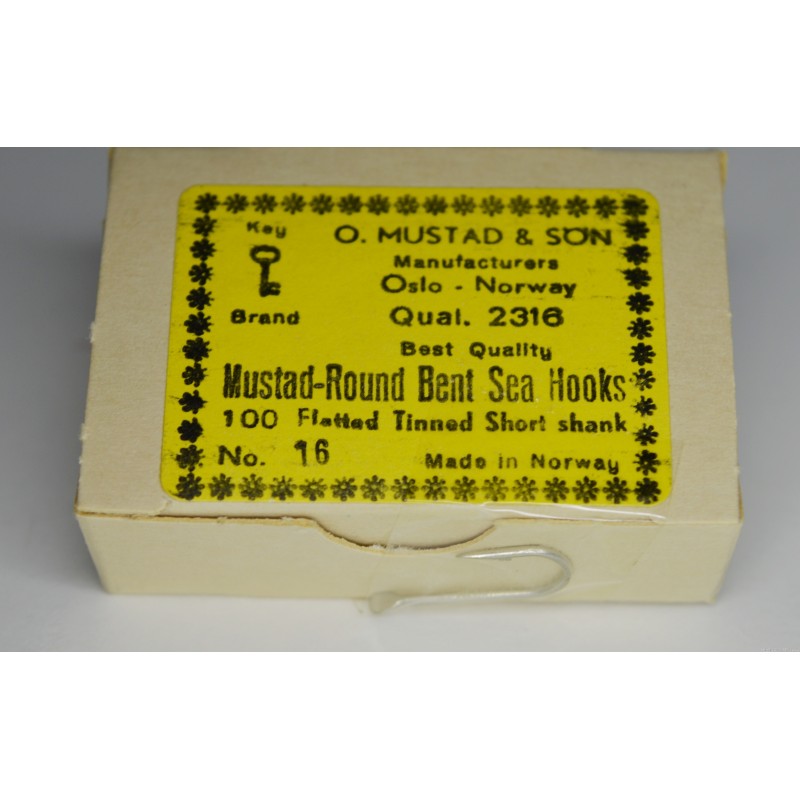 Key
Brand
O. MUSTAD & SON
Manufacturers
Oslo - Norway
Qual. 2316
Best Quality
Mustad-Round Bent Sea Hooks
100 Flatted Tinned Short shank
No. 16
Made in Norway